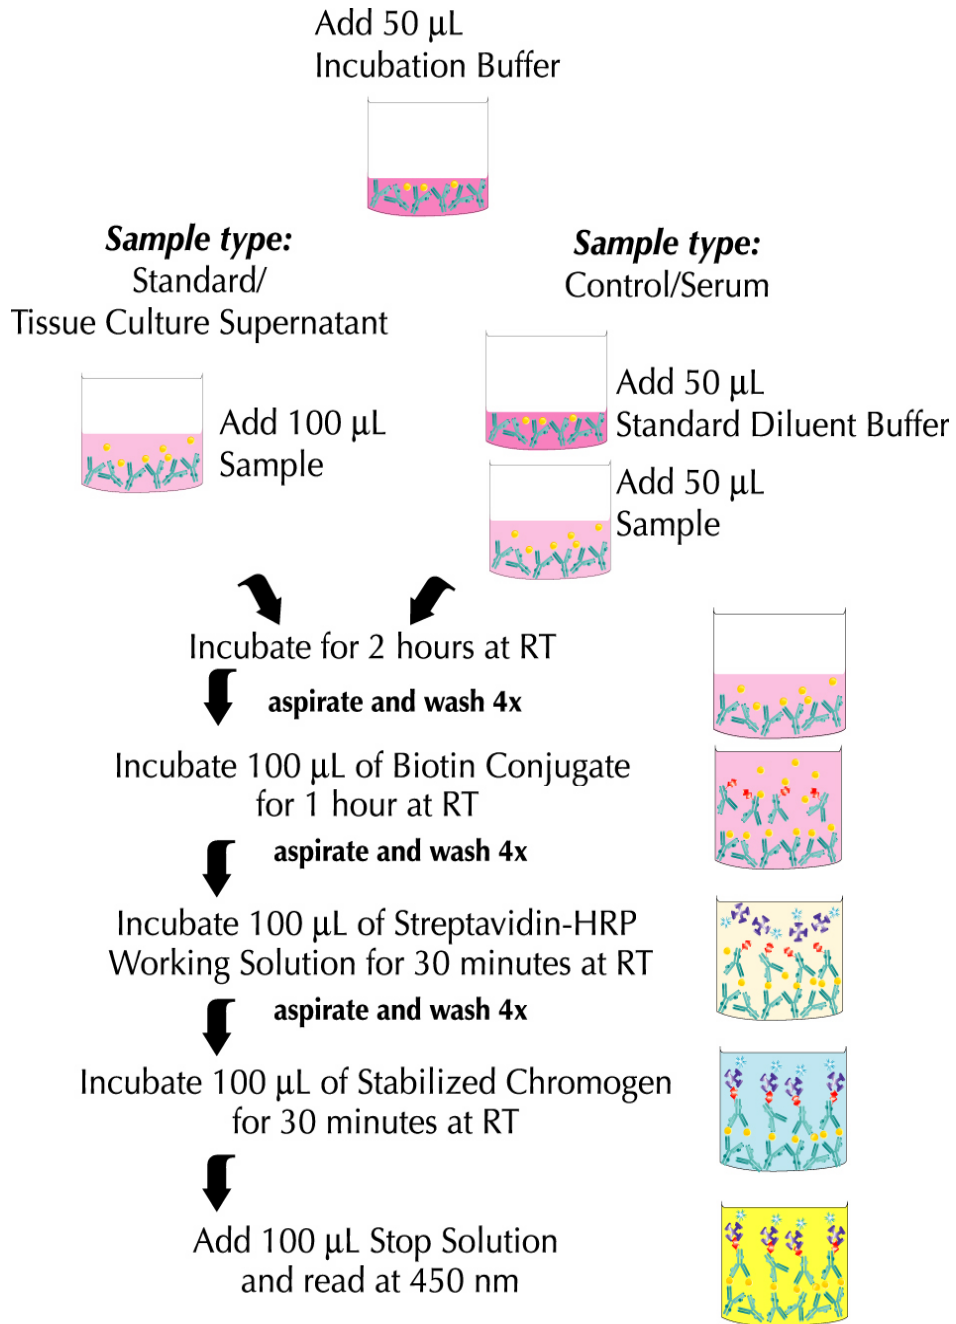 Add 50 µL
Incubation Buffer
Sample type:
Standard/
Tissue Culture Supernatant
Add 100 µL
Sample
Sample type:
Control/Serum
Add 50 µL
Standard Diluent Buffer
Add 50 µL
Sample
Incubate for 2 hours at RT
aspirate and wash 4x
Incubate 100 µL of Biotin Conjugate
for 1 hour at RT
aspirate and wash 4x
Incubate 100 µL of Streptavidin-HRP
Working Solution for 30 minutes at RT
aspirate and wash 4x
Incubate 100 µL of Stabilized Chromogen
for 30 minutes at RT
Add 100 µL Stop Solution
and read at 450 nm